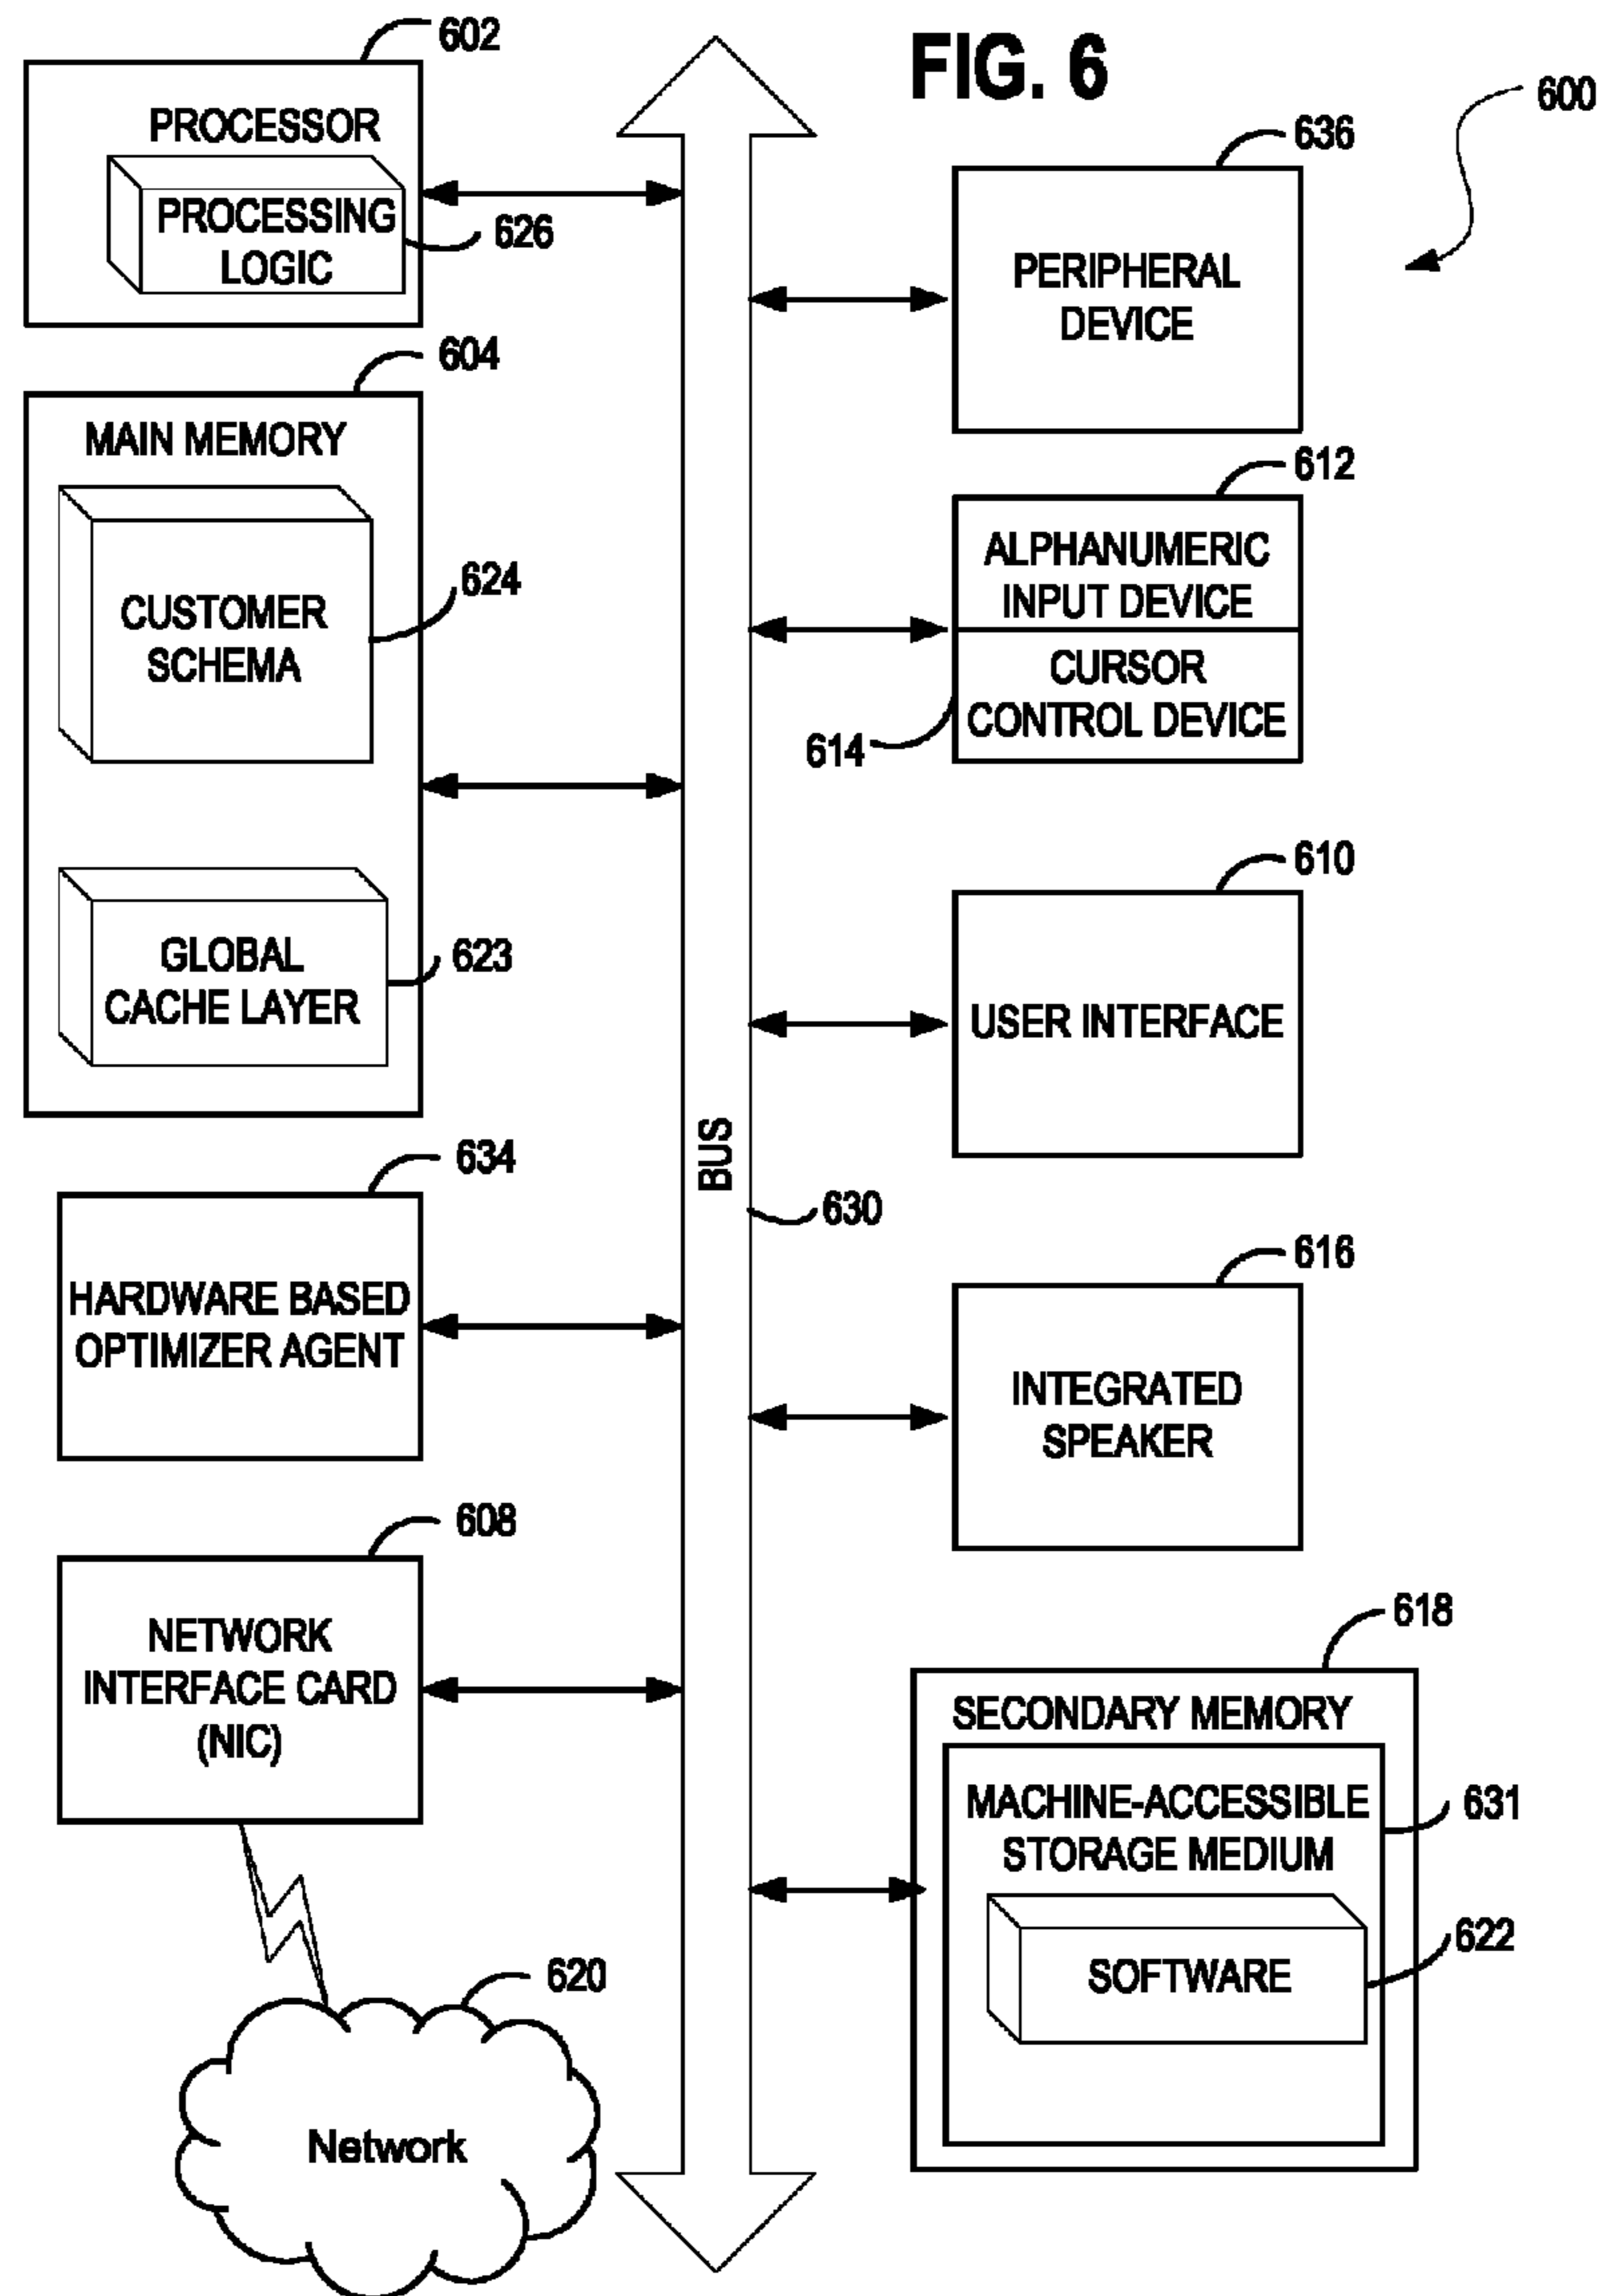 FIG. 6
600
602
PROCESSOR
PROCESSING
LOGIC
626
604
MAIN MEMORY
CUSTOMER
SCHEMA
624
GLOBAL
CACHE LAYER
623
634
HARDWARE BASED
OPTIMIZER AGENT
608
NETWORK
INTERFACE CARD
(NIC)
620
Network
BUS
630
636
PERIPHERAL
DEVICE
612
ALPHANUMERIC
INPUT DEVICE
CURSOR
CONTROL DEVICE
614
610
USER INTERFACE
616
INTEGRATED
SPEAKER
618
SECONDARY MEMORY
MACHINE-ACCESSIBLE
STORAGE MEDIUM
631
SOFTWARE
622